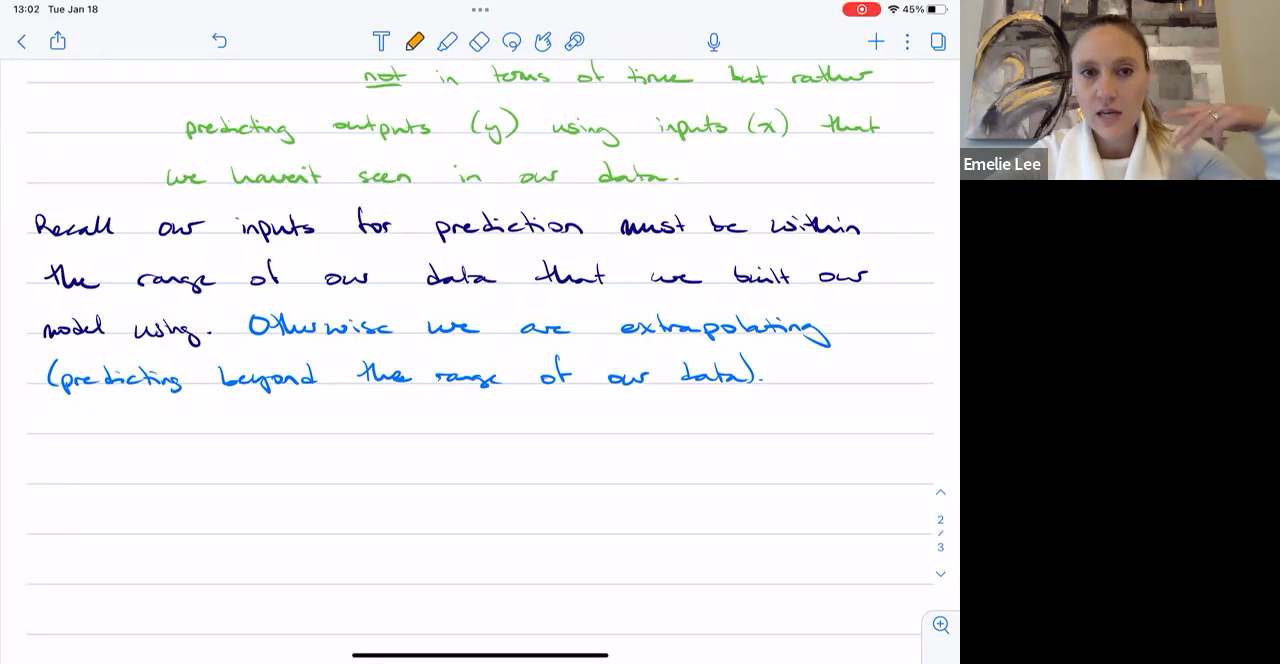 13:02 Tue Jan 18
45%
not in terms of time but rather
predicting outputs (y) using inputs (x) that
we haven't seen in our data.
Recall our inputs for prediction must be within
the range of our data that we built our
model using. Otherwise we are extrapolating
(predicting beyond the range of our data).
Emelie Lee
2
/
3